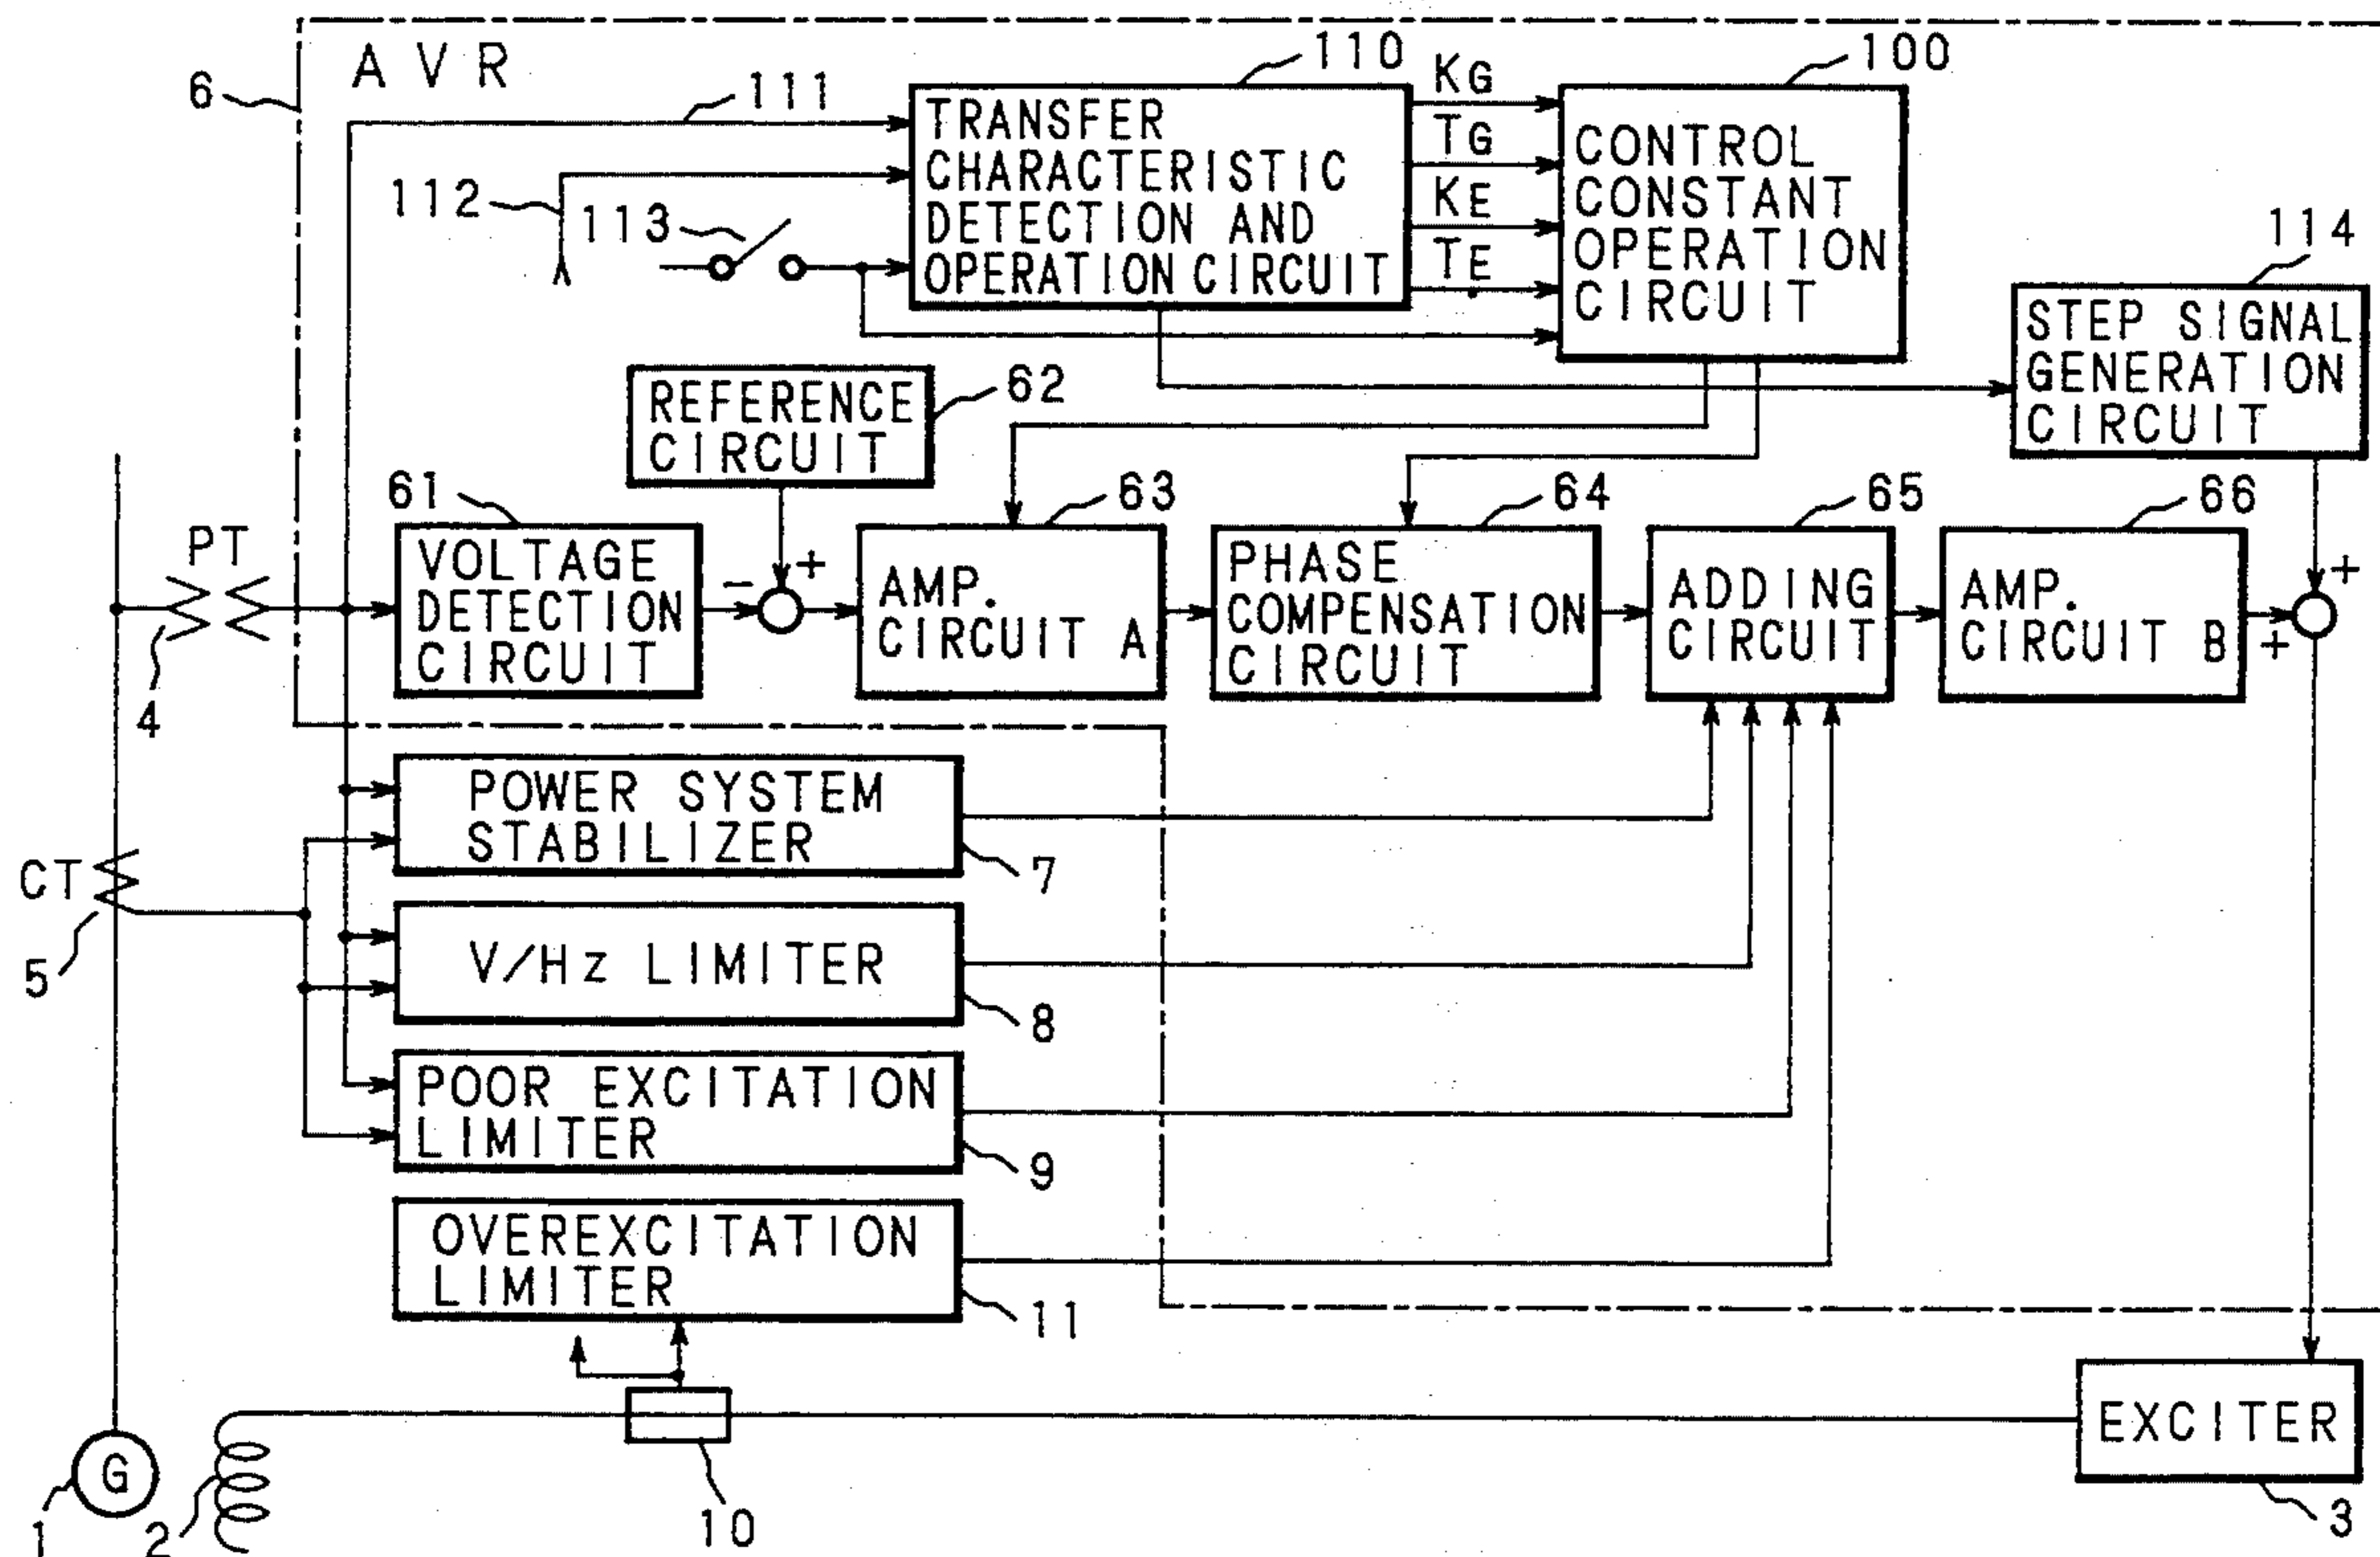 A V R
6
111
112
113
110
TRANSFER
CHARACTERISTIC
DETECTION AND
OPERATION CIRCUIT
KG
TG
KE
TE
100
CONTROL
CONSTANT
OPERATION
CIRCUIT
114
STEP SIGNAL
GENERATION
CIRCUIT
REFERENCE
CIRCUIT
62
PT
4
61
VOLTAGE
DETECTION
CIRCUIT
-
+
63
AMP.
CIRCUIT A
64
PHASE
COMPENSATION
CIRCUIT
65
ADDING
CIRCUIT
66
AMP.
CIRCUIT B
+
+
CT
5
POWER SYSTEM
STABILIZER
7
V/Hz LIMITER
8
POOR EXCITATION
LIMITER
9
OVEREXCITATION
LIMITER
11
10
EXCITER
3
G
1
2